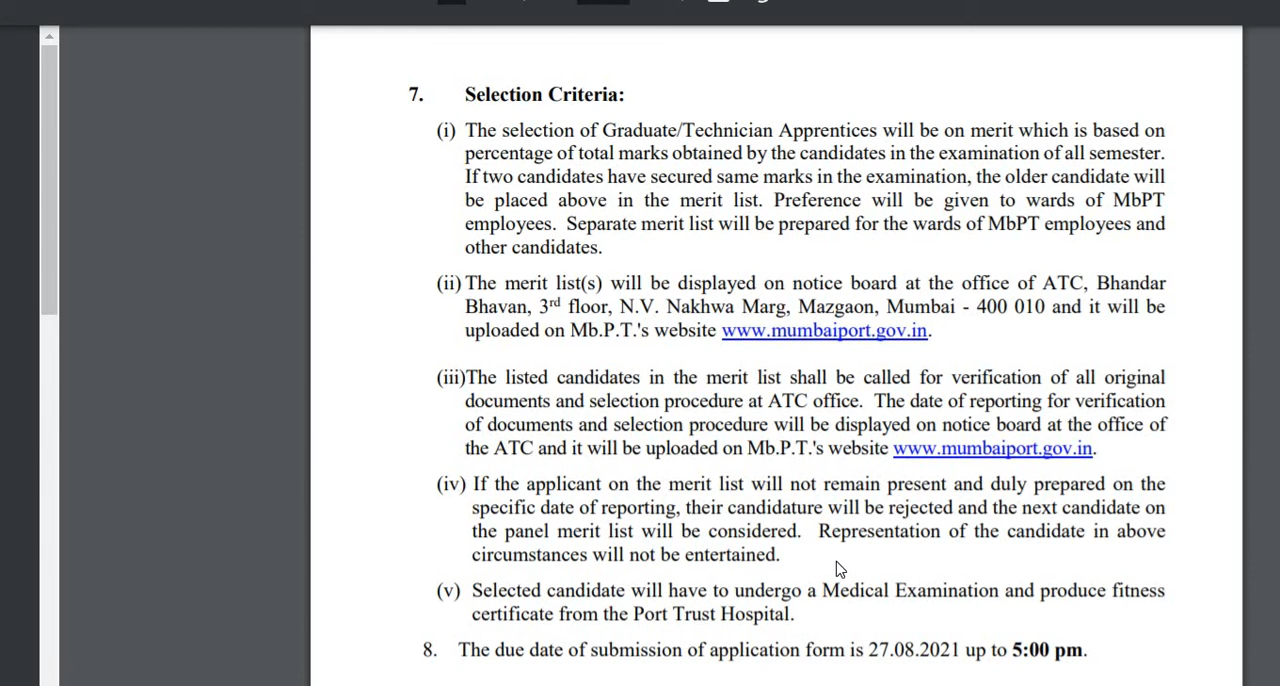 7. Selection Criteria:
(i) The selection of Graduate/Technician Apprentices will be on merit which is based on
percentage of total marks obtained by the candidates in the examination of all semester.
If two candidates have secured same marks in the examination, the older candidate will
be placed above in the merit list. Preference will be given to wards of MbPT
employees. Separate merit list will be prepared for the wards of MbPT employees and
other candidates.
(ii) The merit list(s) will be displayed on notice board at the office of ATC, Bhandar
Bhavan, 3rd floor, N.V. Nakhwa Marg, Mazgaon, Mumbai - 400 010 and it will be
uploaded on Mb.P.T.'s website www.mumbaiport.gov.in.
(iii)The listed candidates in the merit list shall be called for verification of all original
documents and selection procedure at ATC office. The date of reporting for verification
of documents and selection procedure will be displayed on notice board at the office of
the ATC and it will be uploaded on Mb.P.T.'s website www.mumbaiport.gov.in.
(iv) If the applicant on the merit list will not remain present and duly prepared on the
specific date of reporting, their candidature will be rejected and the next candidate on
the panel merit list will be considered. Representation of the candidate in above
circumstances will not be entertained.
(v) Selected candidate will have to undergo a Medical Examination and produce fitness
certificate from the Port Trust Hospital.
8. The due date of submission of application form is 27.08.2021 up to 5:00 pm.